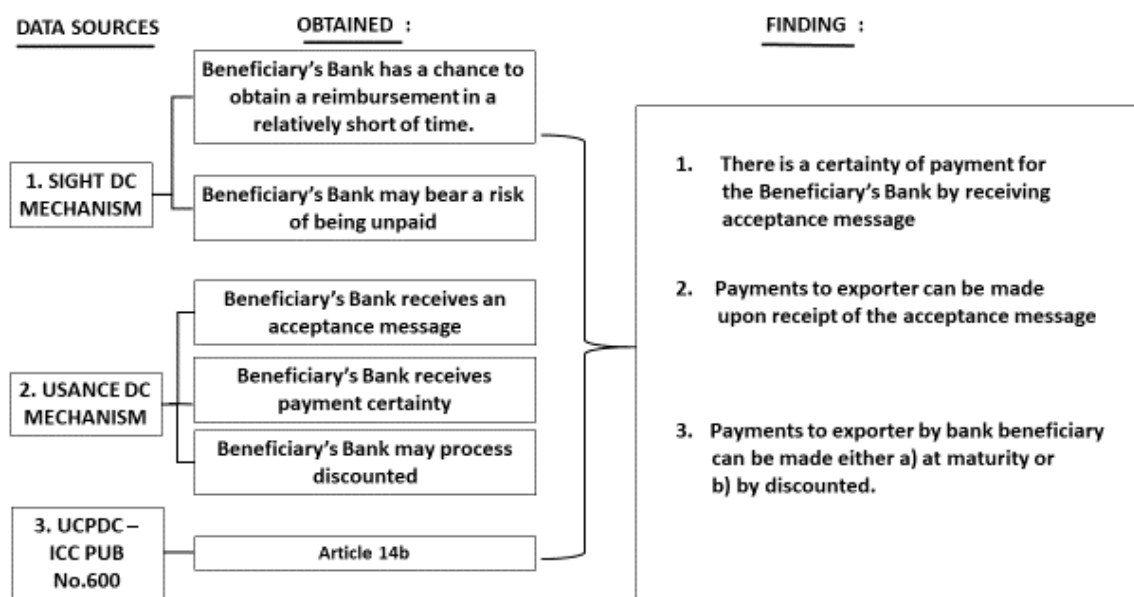 DATA SOURCES
OBTAINED :
FINDING :
1. SIGHT DC
MECHANISM
Beneficiary's Bank has a chance to
obtain a reimbursement in a
relatively short of time.
Beneficiary's Bank may bear a risk
of being unpaid
2. USANCE DC
MECHANISM
Beneficiary's Bank receives an
acceptance message
Beneficiary's Bank receives
payment certainty
Beneficiary's Bank may process
discounted
3. UCPDC –
ICC PUB
No.600
Article 14b
1. There is a certainty of payment for
the Beneficiary's Bank by receiving
acceptance message
2. Payments to exporter can be made
upon receipt of the acceptance message
3. Payments to exporter by bank beneficiary
can be made either a) at maturity or
b) by discounted.